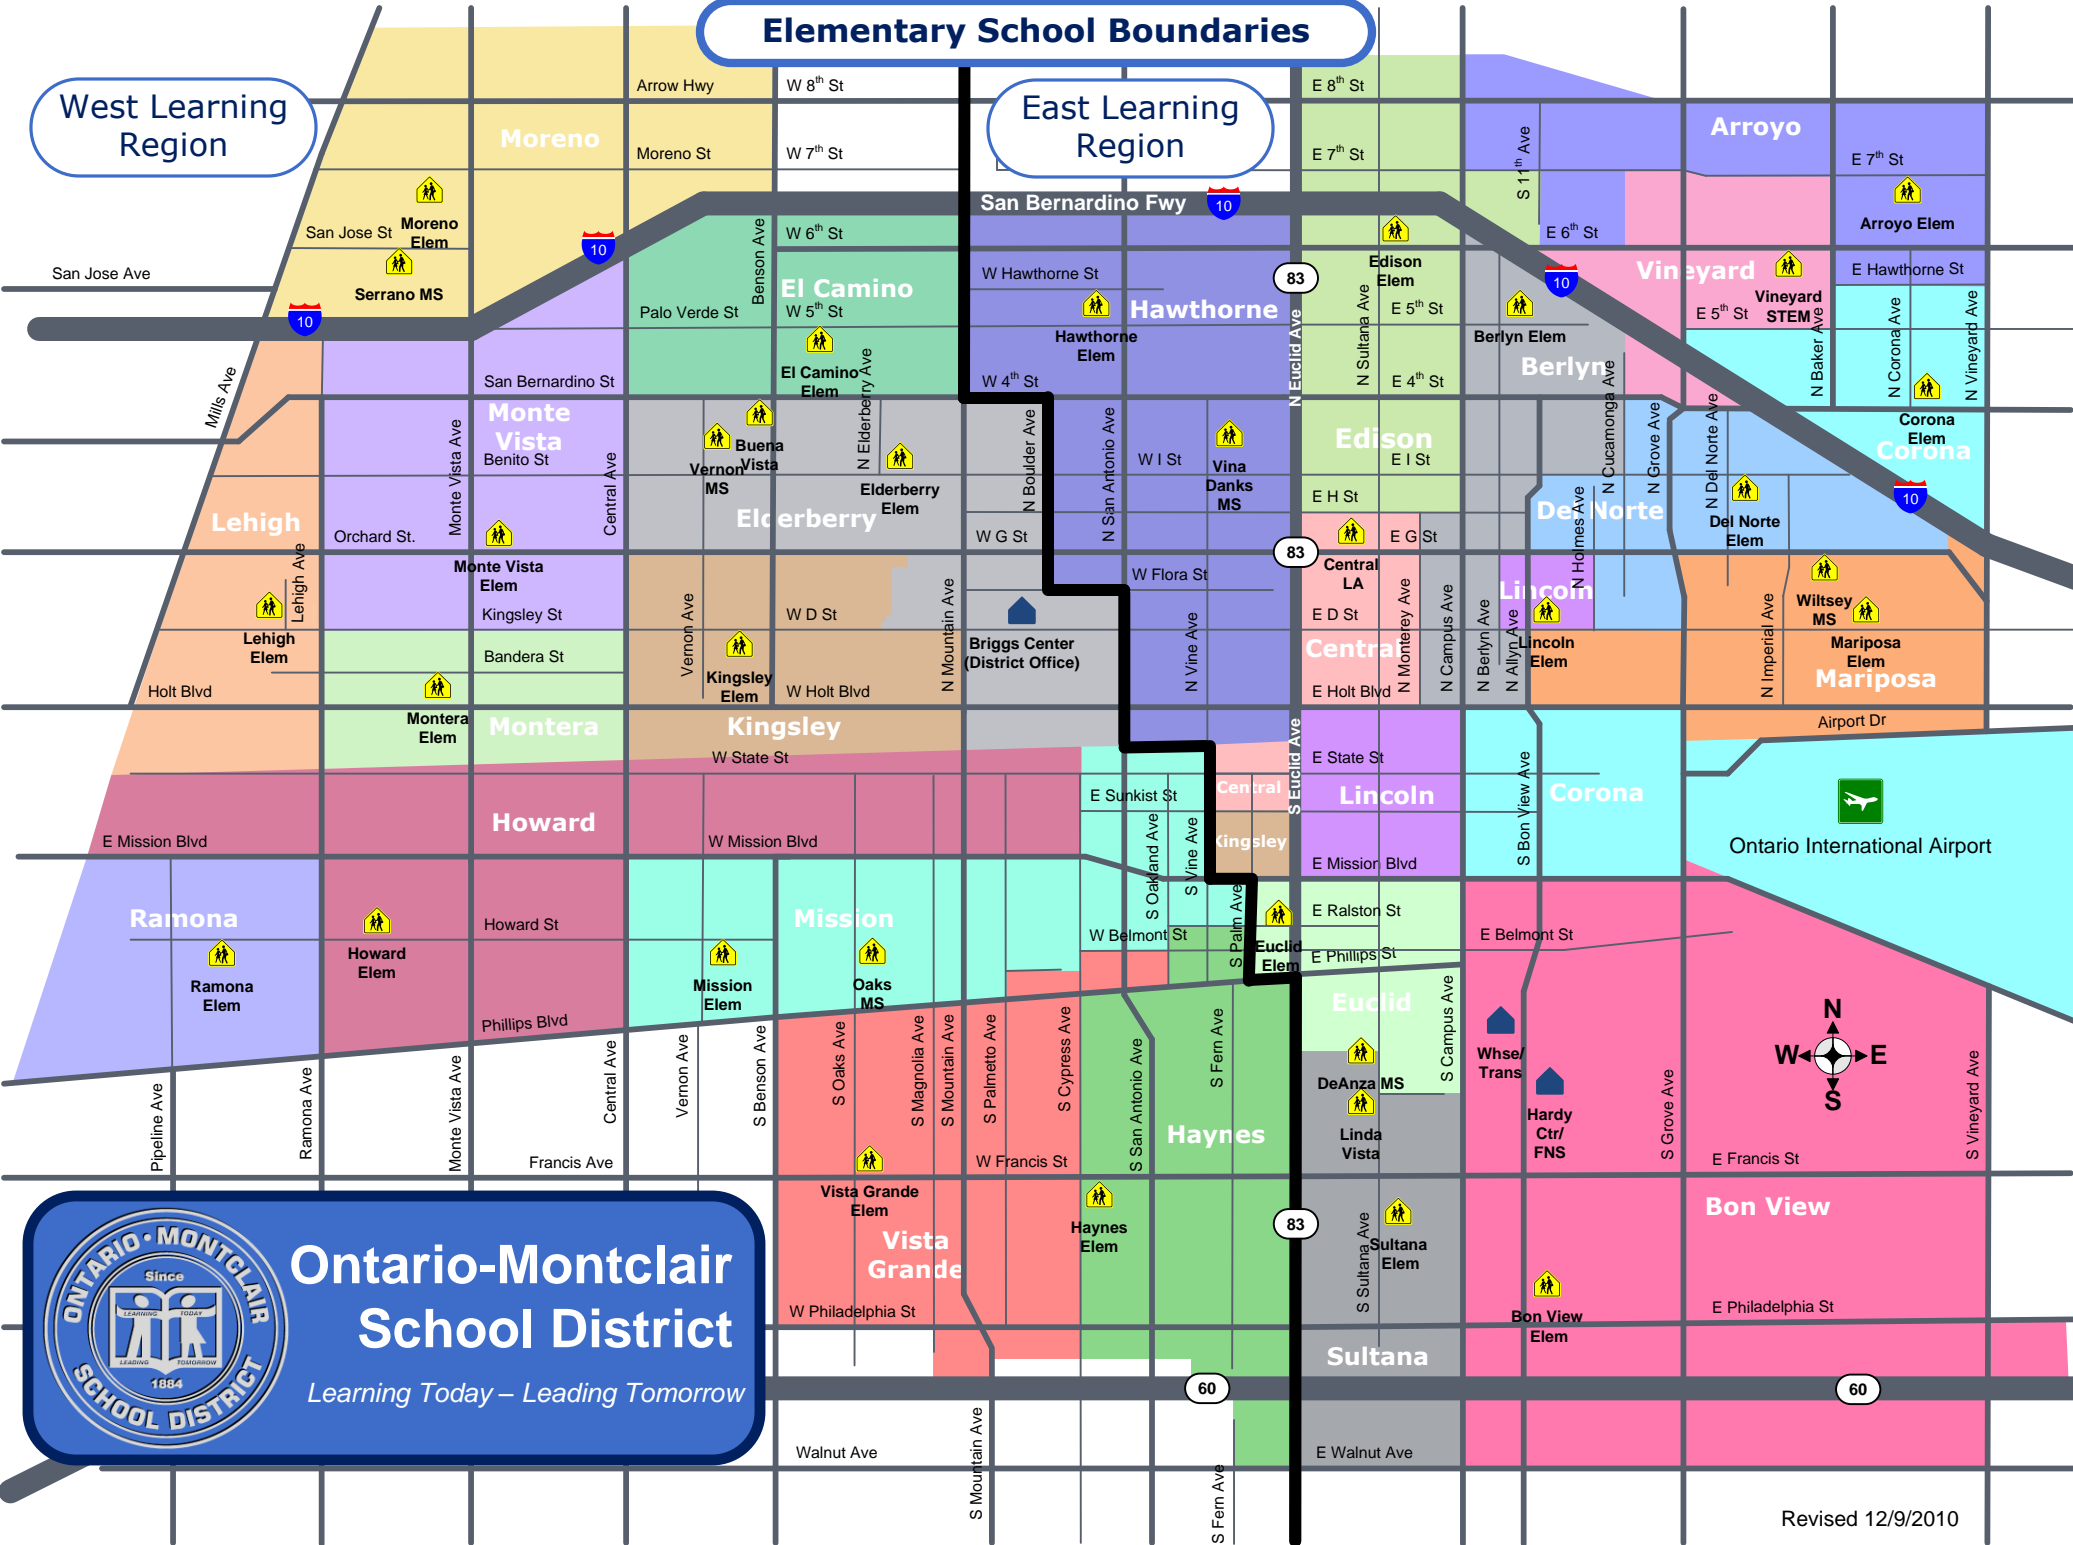 Elementary School Boundaries
West Learning
Region
East Learning
Region
Arrow Hwy
W 8th St
E 8th St
Moreno
Arroyo
Moreno St
W 7th St
E 7th St
S 11th Ave
E 7th St
San Bernardino Fwy
10
Moreno
Elem
San Jose St
Arroyo Elem
W 6th St
E 6th St
10
Benson Ave
Edison
Elem
San Jose Ave
Serrano MS
W Hawthorne St
83
Vineyard
E Hawthorne St
El Camino
10
Vineyard
STEM
Palo Verde St
W 5th St
Hawthorne
E 5th St
E 5th St
10
Hawthorne
Elem
Berlyn Elem
N Euclid Ave
N Sultana Ave
N Baker Ave
N Corona Ave
N Vineyard Ave
El Camino
Elem
Berlyn
Mills Ave
San Bernardino St
N Elderberry Ave
W 4th St
E 4th St
N Cucamonga Ave
Monte
Vista
Corona
Elem
Corona
Monte Vista Ave
Benito St
Central Ave
Vernon
MS
Buena
Vista
Elderberry
Elem
N Boulder Ave
N San Antonio Ave
W I St
Vina
Danks
MS
Edison
E I St
N Grove Ave
N Del Norte Ave
E H St
10
Lehigh
Elderberry
Del Norte
Del Norte
Elem
Orchard St.
W G St
E G St
N Holmes Ave
83
Monte Vista
Elem
Central
LA
W Flora St
Lehigh Ave
Lincoln
Wiltsey
MS
Kingsley St
W D St
E D St
Lehigh
Elem
Vernon Ave
N Mountain Ave
Briggs Center
(District Office)
N Vine Ave
Central
N Monterey Ave
N Campus Ave
N Berlyn Ave
N Allyn Ave
Lincoln
Elem
N Imperial Ave
Mariposa
Elem
Mariposa
Bandera St
Kingsley
Elem
Holt Blvd
W Holt Blvd
E Holt Blvd
Montera
Elem
Montera
Kingsley
Airport Dr
W State St
S Euclid Ave
E State St
S Bon View Ave
E Sunkist St
Central
Lincoln
Corona
Howard
S Oakland Ave
S Vine Ave
Kingsley
E Mission Blvd
W Mission Blvd
E Mission Blvd
Ontario International Airport
Ramona
Howard St
Mission
E Ralston St
Howard
Elem
W Belmont St
S Palm Ave
Euclid
Elem
E Belmont St
E Phillips St
Ramona
Elem
Mission
Elem
Oaks
MS
Euclid
Phillips Blvd
S Campus Ave
Whse/
Trans
N
W
E
S
Pipeline Ave
Ramona Ave
Monte Vista Ave
Central Ave
Vernon Ave
S Benson Ave
S Oaks Ave
S Magnolia Ave
S Mountain Ave
S Palmetto Ave
S Cypress Ave
S San Antonio Ave
S Fern Ave
DeAnza MS
Hardy
Ctr/
FNS
S Grove Ave
S Vineyard Ave
Haynes
Linda
Vista
Francis Ave
W Francis St
E Francis St
Vista Grande
Elem
Haynes
Elem
83
Bon View
Vista
Grande
S Sultana Ave
Sultana
Elem
W Philadelphia St
E Philadelphia St
Bon View
Elem
Sultana
60
60
ONTARIO • MONTCLAIR
SCHOOL DISTRICT
Since
LEARNING
TODAY
LEADING
TOMORROW
1884
Ontario-Montclair
School District
Learning Today – Leading Tomorrow
Walnut Ave
S Mountain Ave
S Fern Ave
E Walnut Ave
Revised 12/9/2010